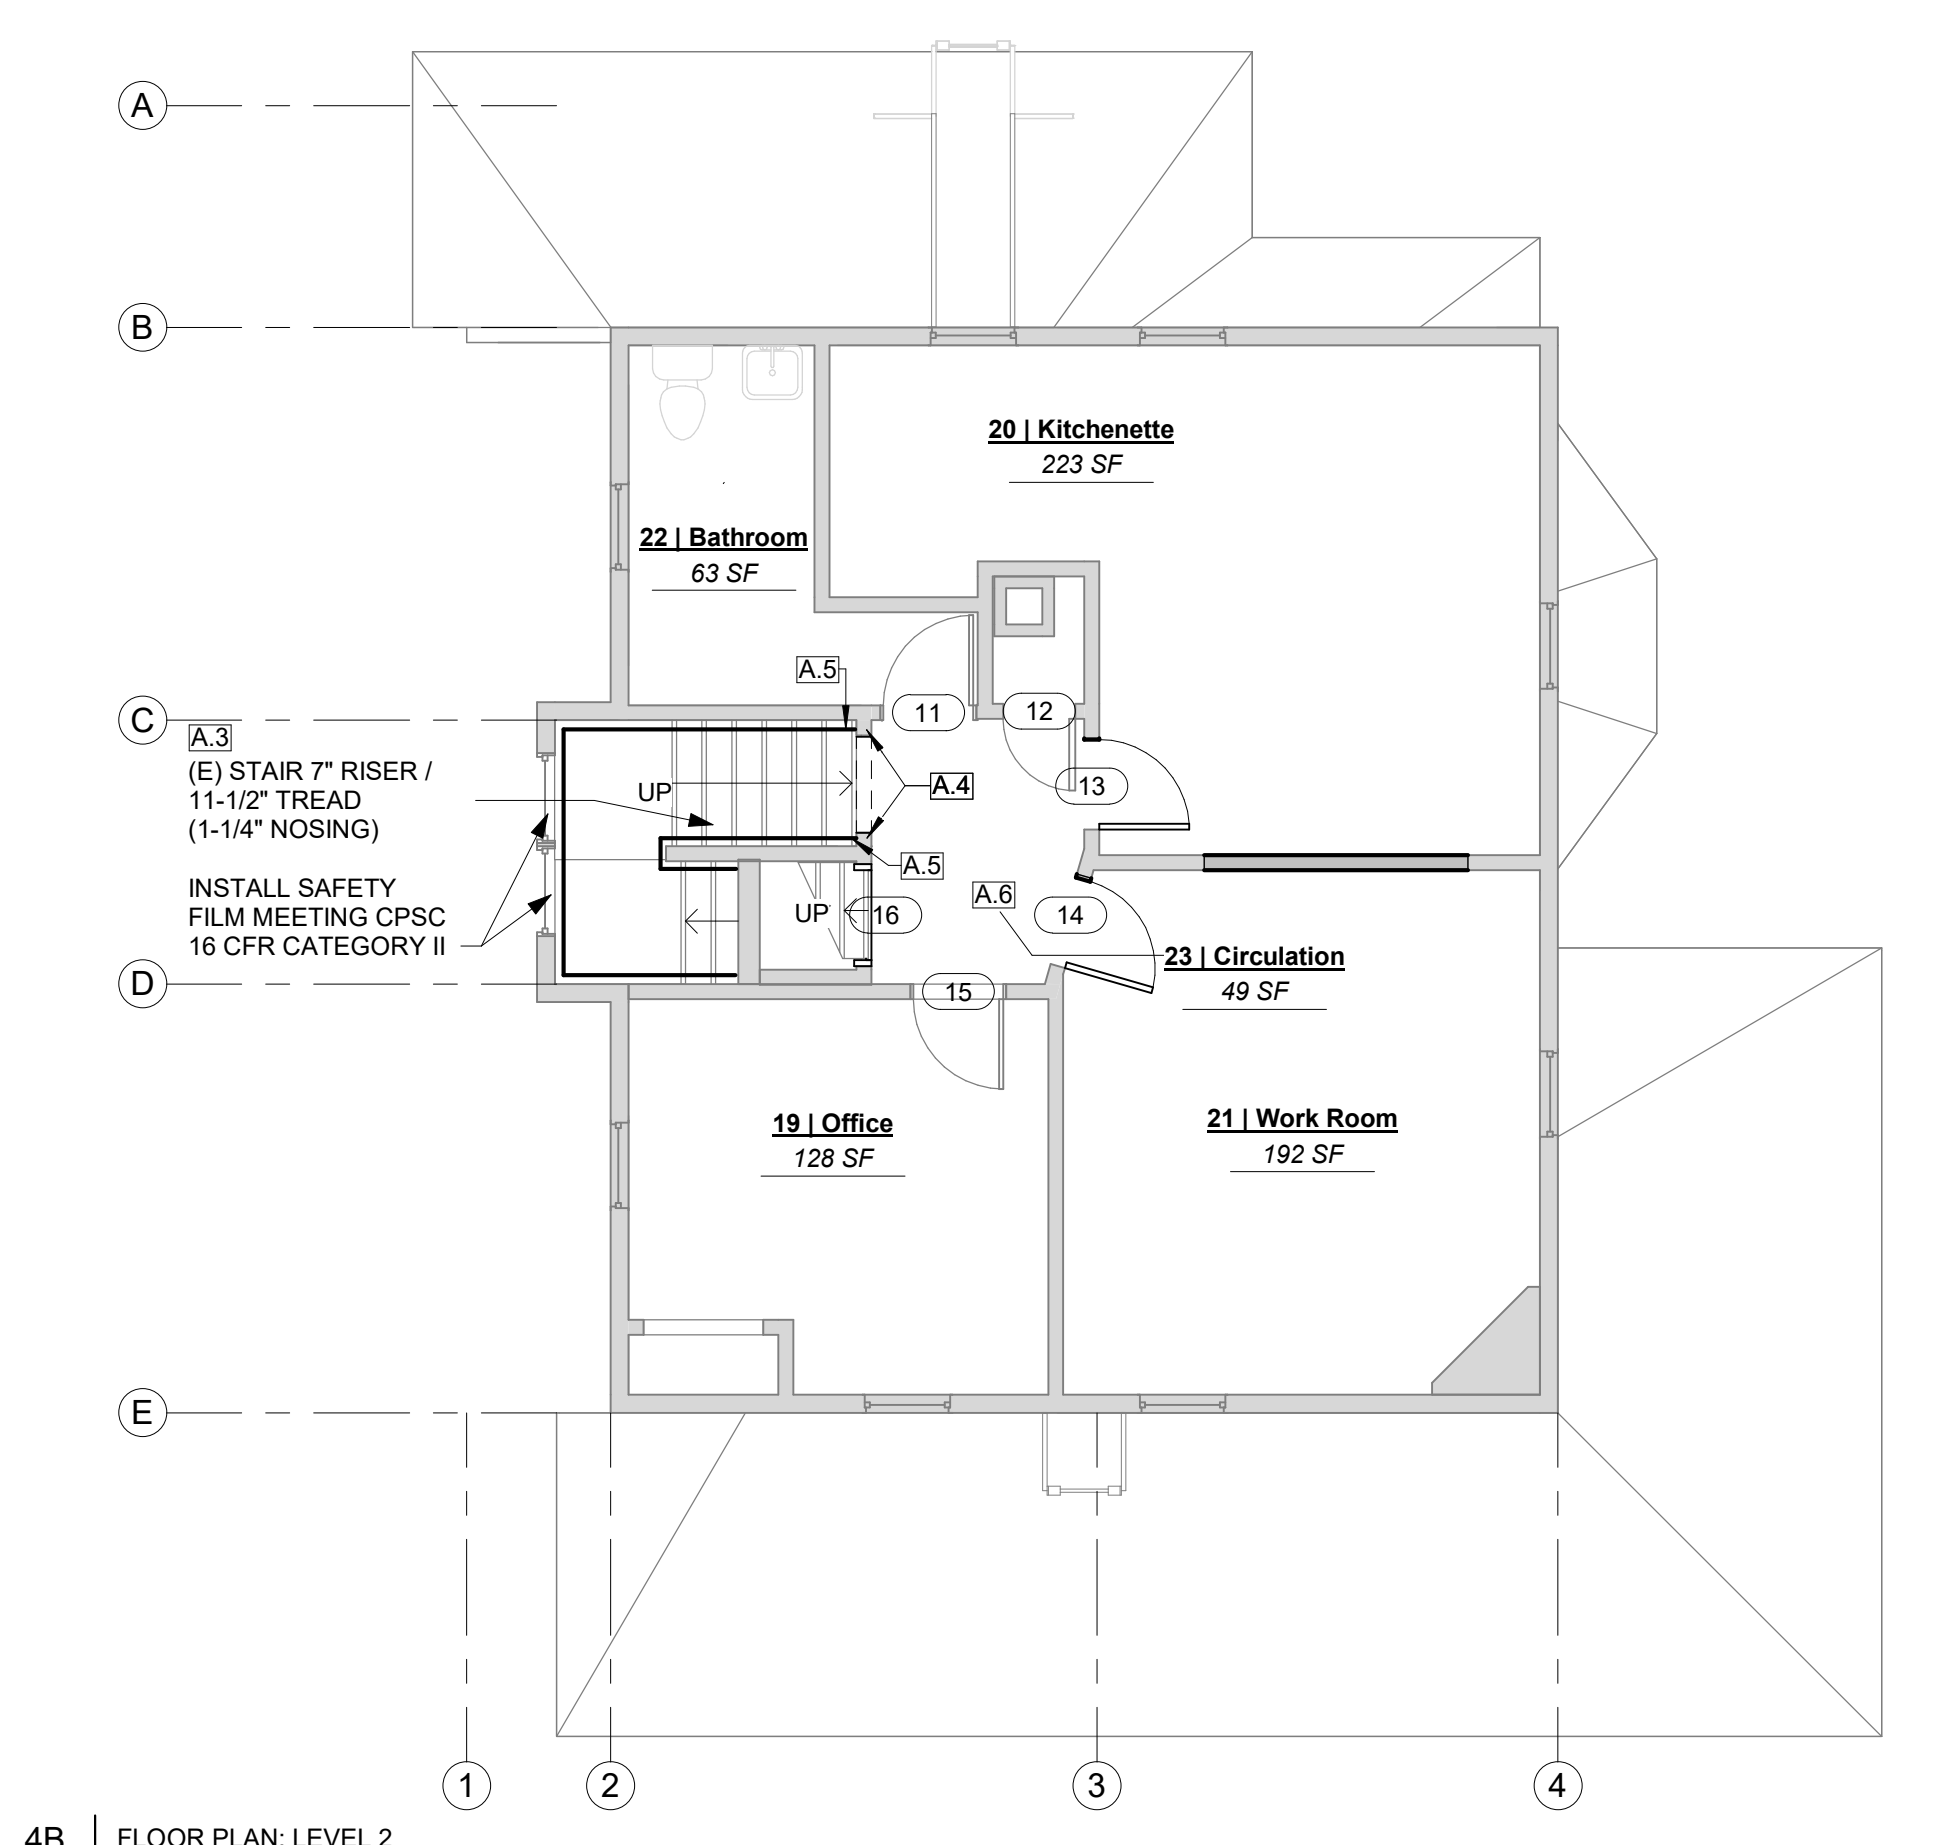 A
B
20 | Kitchenette
223 SF
22 | Bathroom
63 SF
A.5
C
11
12
A.3
(E) STAIR 7" RISER /
11-1/2" TREAD
(1-1/4" NOSING)
UP
A.4
13
A.5
INSTALL SAFETY
FILM MEETING CPSC
16 CFR CATEGORY II
UP
16
A.6
14
23 | Circulation
49 SF
D
15
19 | Office
128 SF
21 | Work Room
192 SF
E
1
2
3
4
4B
FLOOR PLAN: LEVEL 2